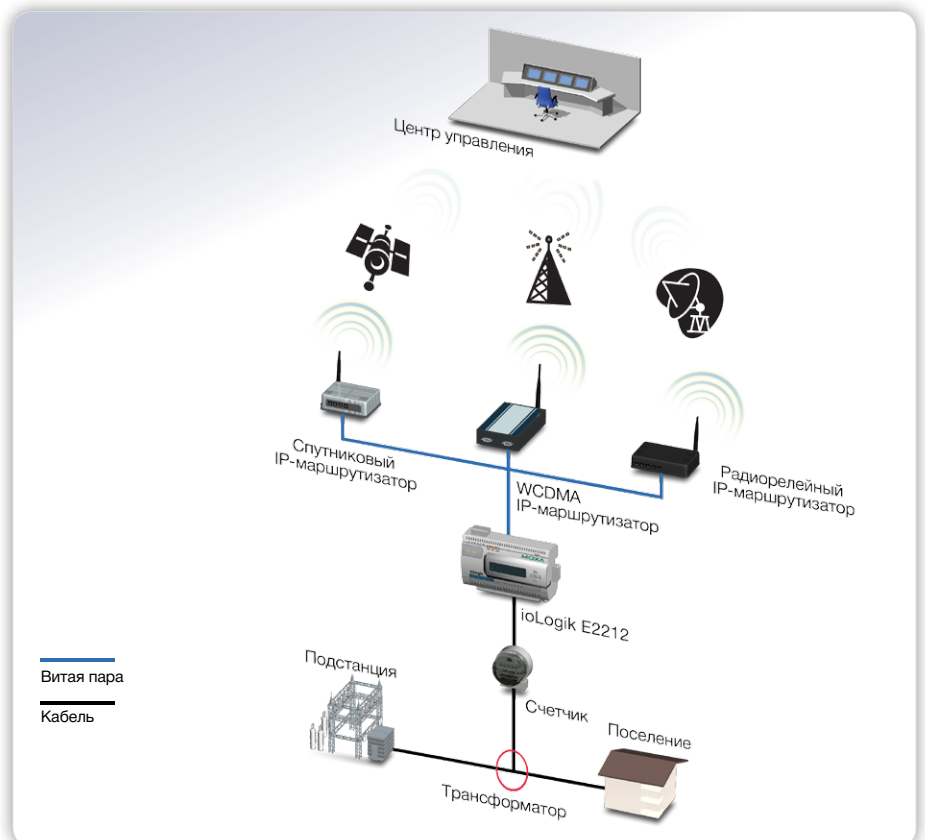 Центр управления
Спутниковый
IP-маршрутизатор
WCDMA
IP-маршрутизатор
Радиорелейный
IP-маршрутизатор
MOXA
ioLogik E2212
Подстанция
Витая пара
Счетчик
Кабель
Поселение
Трансформатор